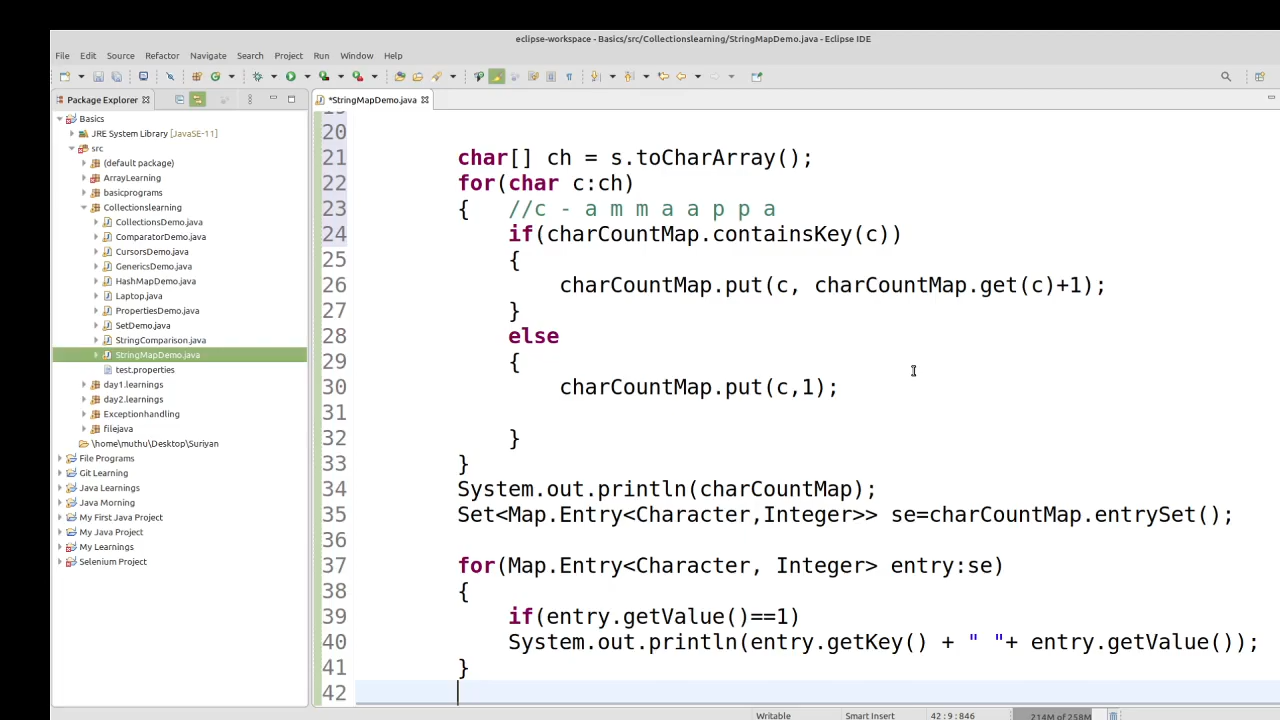 eclipse-workspace - Basics/src/Collectionslearning/StringMapDemo.java - Eclipse IDE
File Edit Source Refactor Navigate Search Project Run Window Help
Package Explorer
*StringMapDemo.java
Basics
JRE System Library [JavaSE-11]
src
(default package)
ArrayLearning
basicprograms
Collectionslearning
CollectionsDemo.java
ComparatorDemo.java
CursorsDemo.java
GenericsDemo.java
HashMapDemo.java
Laptop.java
PropertiesDemo.java
SetDemo.java
StringComparison.java
StringMapDemo.java
test.properties
day1.learnings
day2.learnings
Exceptionhandling
filejava
\home\muthu\Desktop\Suriyan
File Programs
Git Learning
Java Learnings
Java Morning
My First Java Project
My Java Project
My Learnings
Selenium Project
20
21 char[] ch = s.toCharArray();
22 for(char c:ch)
23 { //c - a m m a a p p a
24 if(charCountMap.containsKey(c))
25 {
26 charCountMap.put(c, charCountMap.get(c)+1);
27 }
28 else
29 {
30 charCountMap.put(c,1);
31
32 }
33 }
34 System.out.println(charCountMap);
35 Set<Map.Entry<Character,Integer>> se=charCountMap.entrySet();
36
37 for(Map.Entry<Character, Integer> entry:se)
38 {
39 if(entry.getValue()==1)
40 System.out.println(entry.getKey() + " "+ entry.getValue());
41 }
42
Writable Smart Insert 42:9:846 214M of 258M